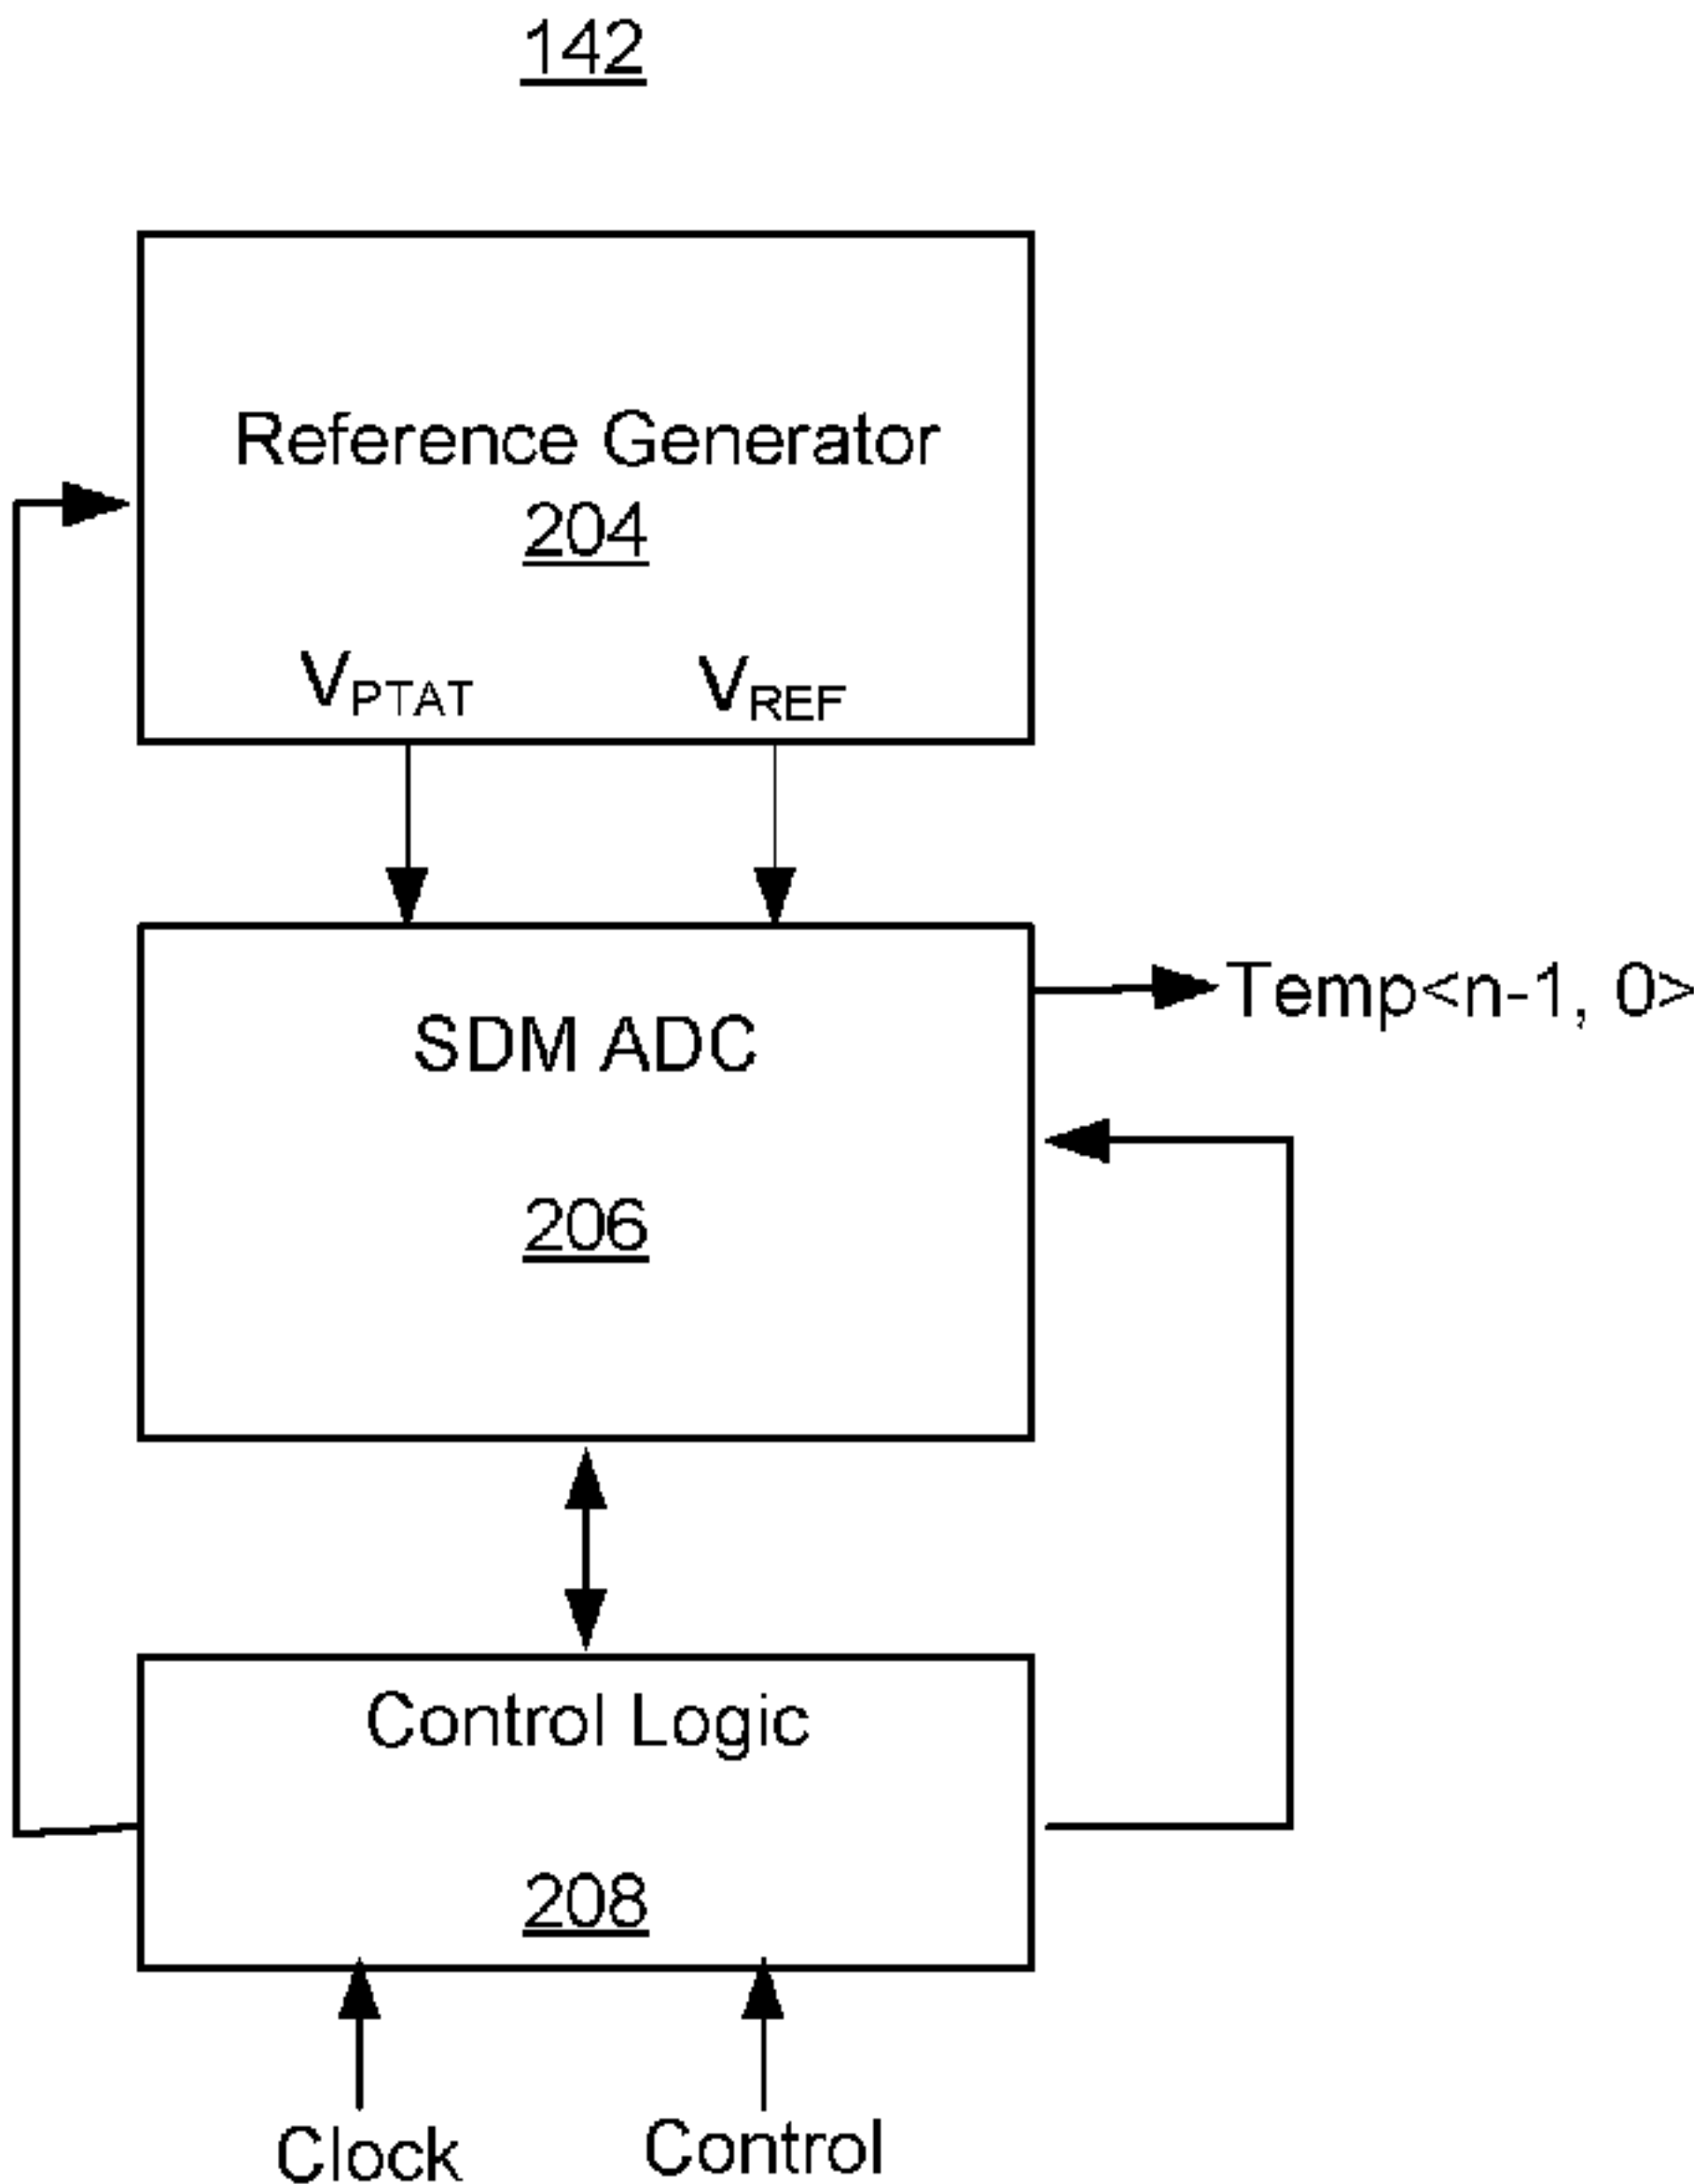 142
Reference Generator
204
VPTAT VREF
SDM ADC
Temp<n-1, 0>
206
Control Logic
208
Clock Control